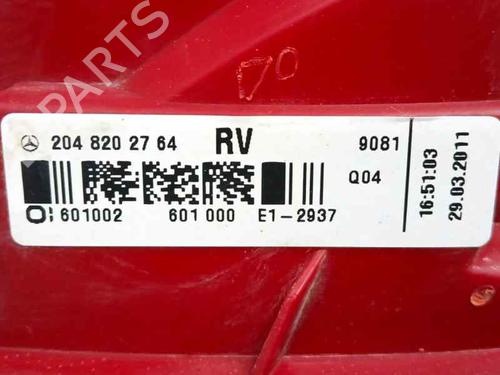 PARTS
170
204 820 27 64 RV 9081
Q04
601002 601 000 E1-2937
16:51:03
29.03.2011